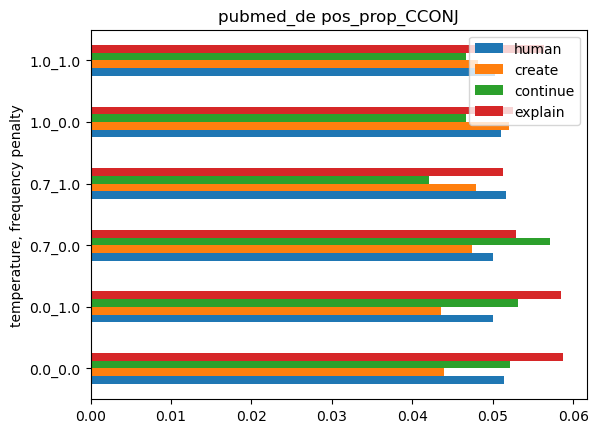 pubmed_de pos_prop_CCONJ
temperature, frequency penalty
1.0_1.0
1.0_0.0
0.7_1.0
0.7_0.0
0.0_1.0
0.0_0.0
human
create
continue
explain
0.00 0.01 0.02 0.03 0.04 0.05 0.06